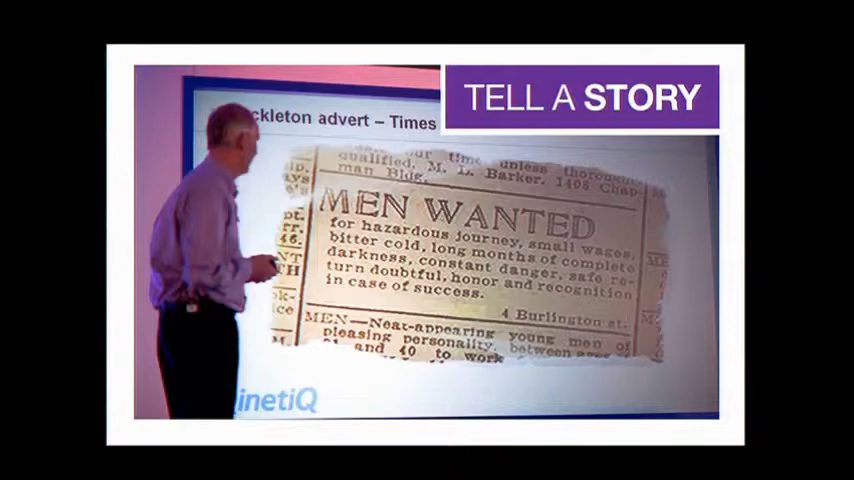 TELL A STORY
ckleton advert – Times
qualified. M. L. Barker, 1408 Chap-
man Bldg.
MEN WANTED
for hazardous journey, small wages,
bitter cold, long months of complete
darkness, constant danger, safe re-
turn doubtful, honor and recognition
in case of success.
4 Burlington st.
MEN—Neat-appearing young men of
pleasing personality, between ages
and 40 to work
inetiQ